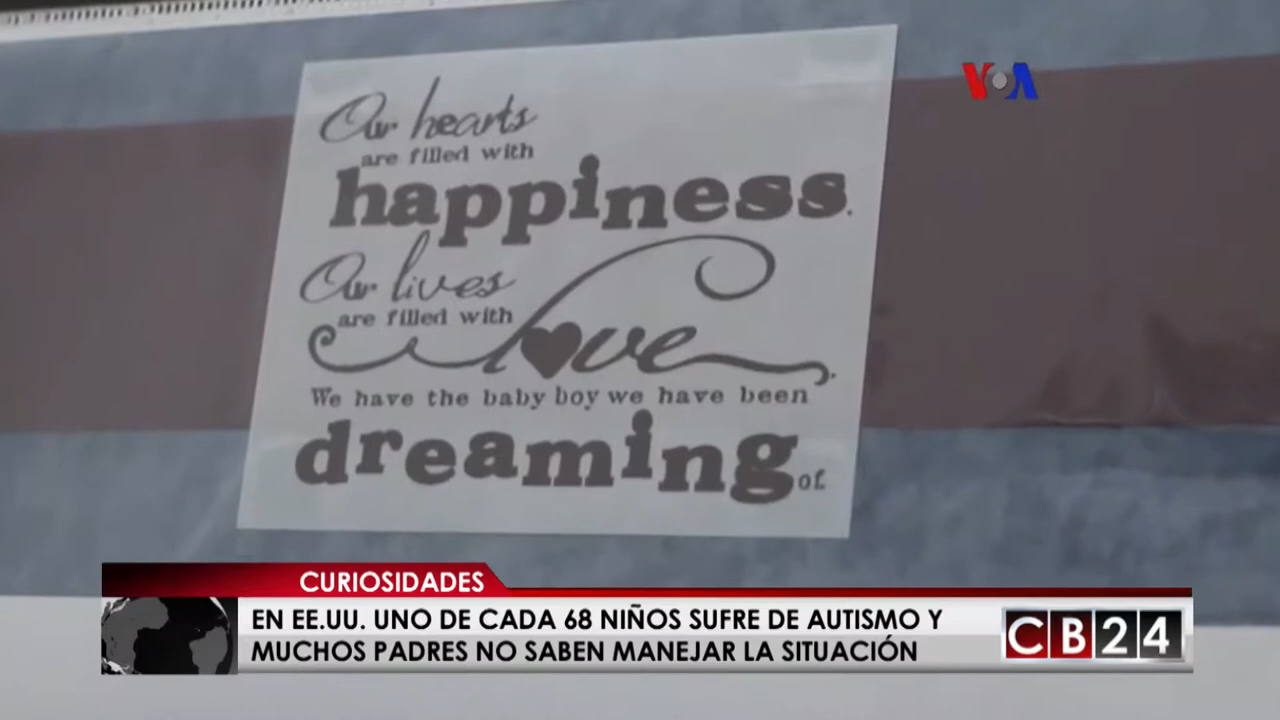 VOA
Our hearts
are filled with
happiness.
Our lives
are filled with
love.
We have the baby boy we have been
dreaming of.
CURIOSIDADES
EN EE.UU. UNO DE CADA 68 NIÑOS SUFRE DE AUTISMO Y
MUCHOS PADRES NO SABEN MANEJAR LA SITUACIÓN
CB24